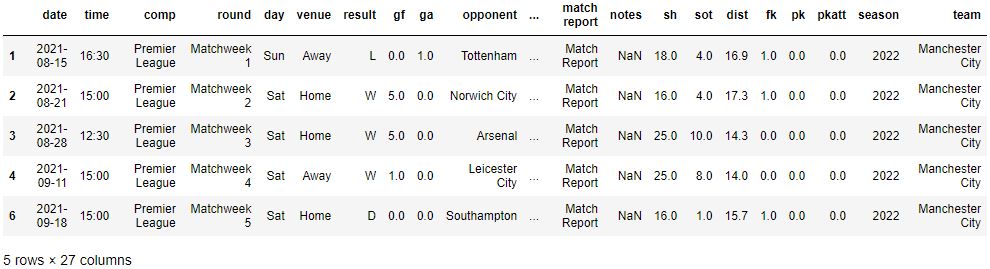 date time comp round day venue result gf ga opponent ... match report notes sh sot dist fk pk pkatt season team
1 2021-08-15 16:30 Premier League Matchweek 1 Sun Away L 0.0 1.0 Tottenham ... Match Report NaN 18.0 4.0 16.9 1.0 0.0 0.0 2022 Manchester City
2 2021-08-21 15:00 Premier League Matchweek 2 Sat Home W 5.0 0.0 Norwich City ... Match Report NaN 16.0 4.0 17.3 1.0 0.0 0.0 2022 Manchester City
3 2021-08-28 12:30 Premier League Matchweek 3 Sat Home W 5.0 0.0 Arsenal ... Match Report NaN 25.0 10.0 14.3 0.0 0.0 0.0 2022 Manchester City
4 2021-09-11 15:00 Premier League Matchweek 4 Sat Away W 1.0 0.0 Leicester City ... Match Report NaN 25.0 8.0 14.0 0.0 0.0 0.0 2022 Manchester City
6 2021-09-18 15:00 Premier League Matchweek 5 Sat Home D 0.0 0.0 Southampton ... Match Report NaN 16.0 1.0 15.7 1.0 0.0 0.0 2022 Manchester City
5 rows × 27 columns